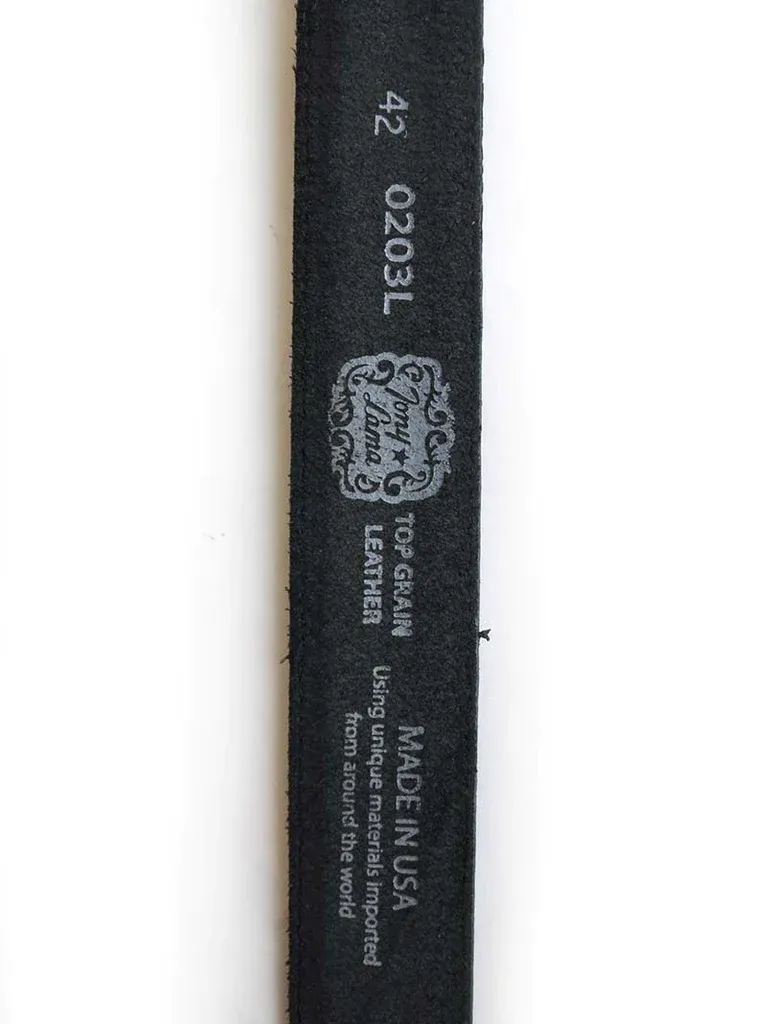 42 0203L
Tony
Lama
TOP GRAIN
LEATHER
MADE IN USA
Using unique materials imported
from around the world